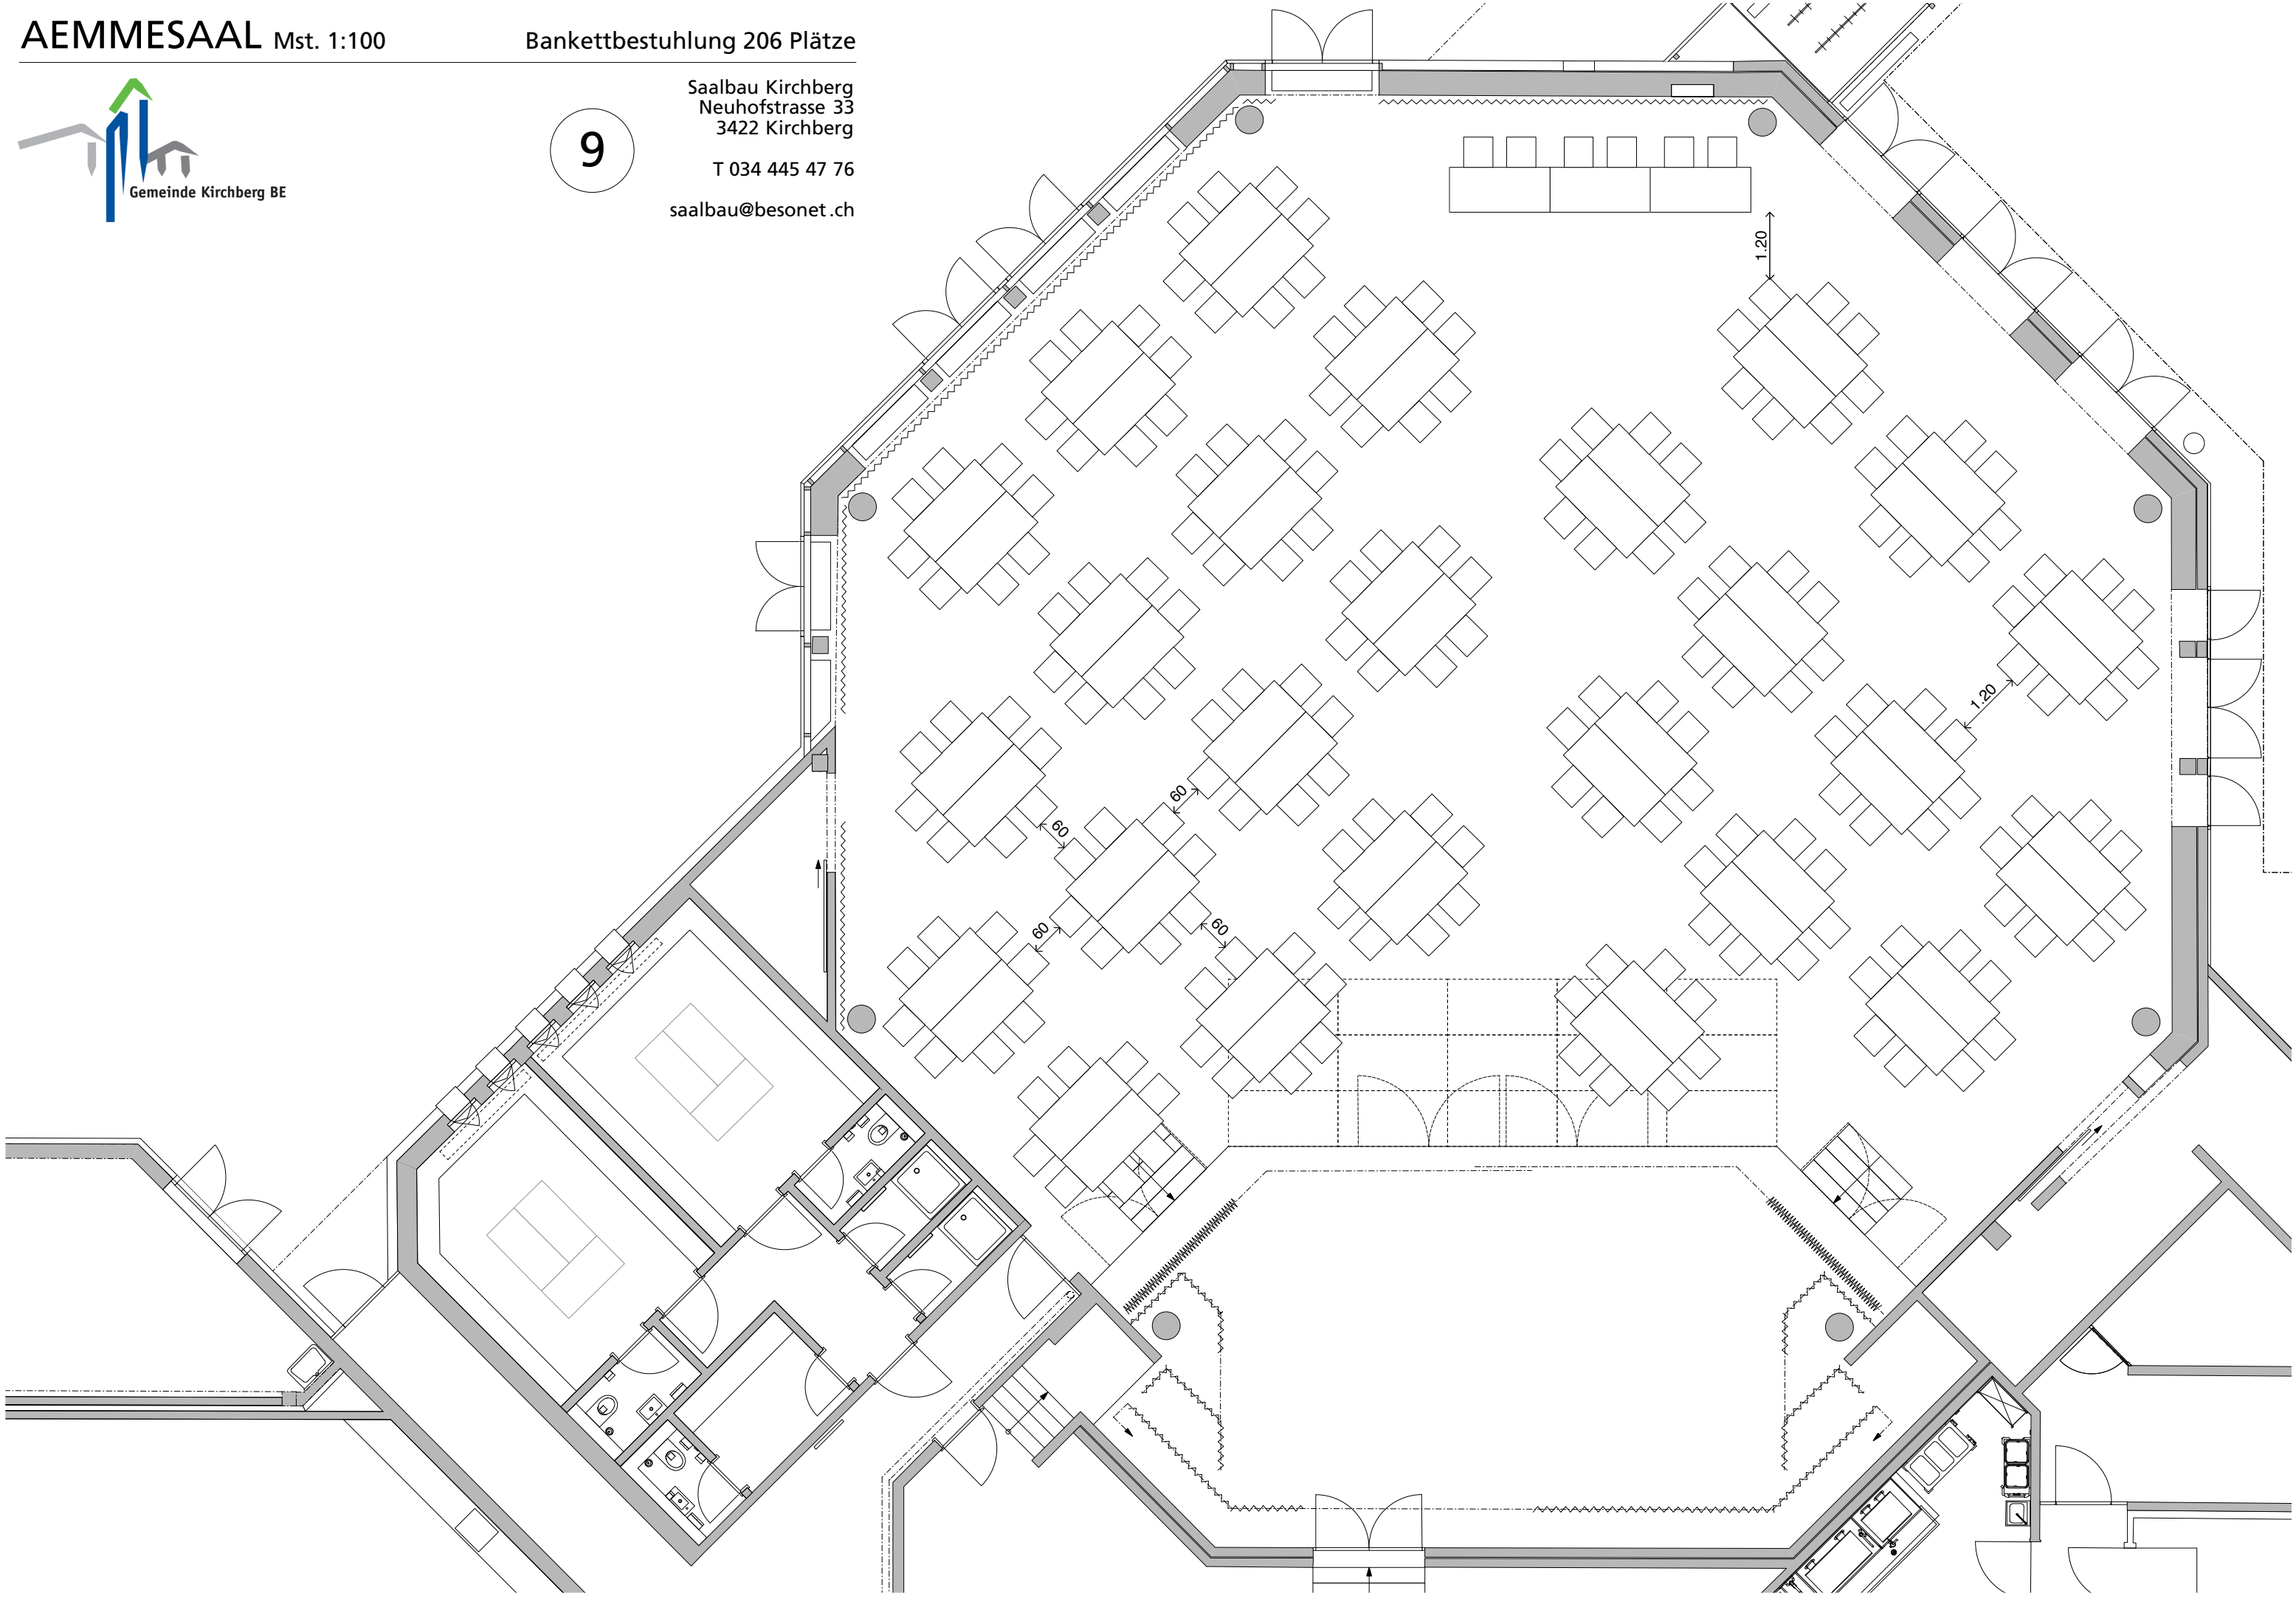 AEMMESAAL Mst. 1:100
Bankettbestuhlung 206 Plätze
Gemeinde Kirchberg BE
9
Saalbau Kirchberg
Neuhofstrasse 33
3422 Kirchberg
T 034 445 47 76
saalbau@besonet.ch
1.20
1.20
60
60
60
60